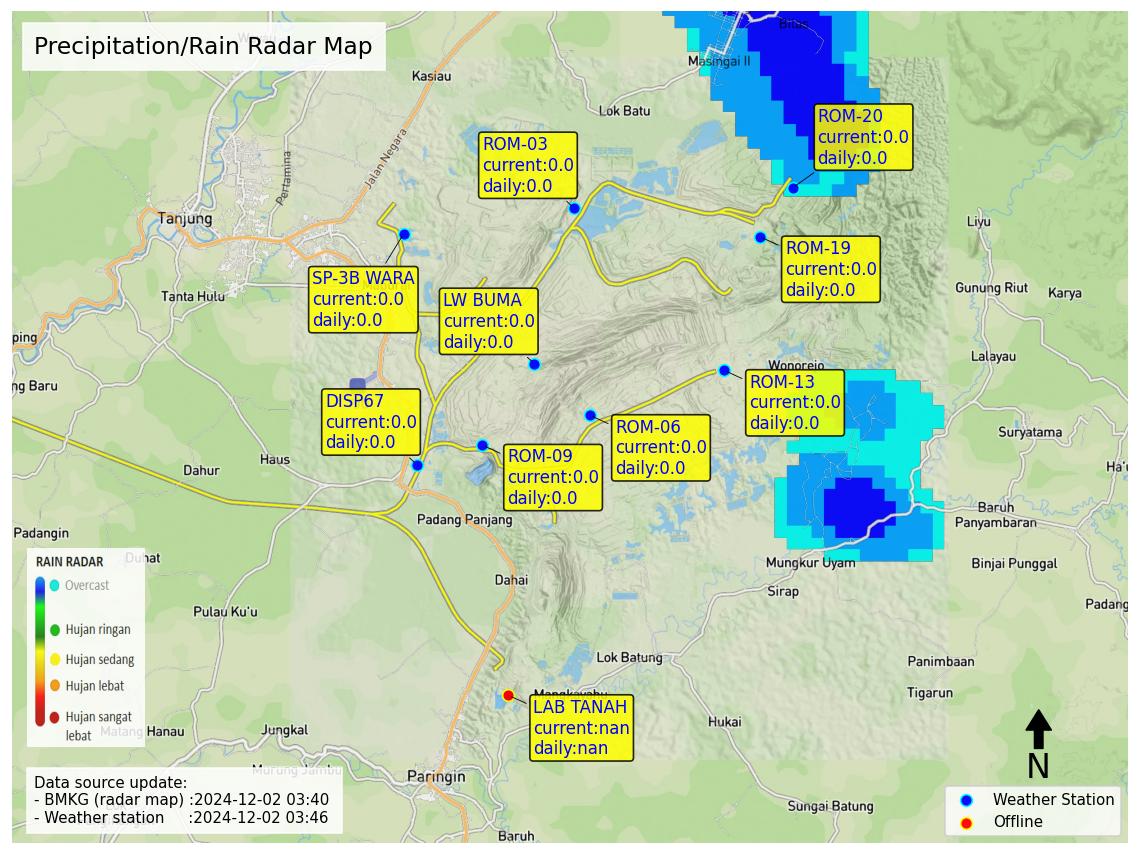 Precipitation/Rain Radar Map
Bilas
Masingai II
Kasiau
Lok Batu
Jalan Negara
Pertamina
Tanjung
Tanta Hulu
ROM-20
current:0.0
daily:0.0
ROM-03
current:0.0
daily:0.0
ROM-19
current:0.0
daily:0.0
SP-3B WARA
current:0.0
daily:0.0
LW BUMA
current:0.0
daily:0.0
Liyu
Gunung Riut
Karya
Lalayau
Wonorejo
ROM-13
current:0.0
daily:0.0
ping
ng Baru
DISP67
current:0.0
daily:0.0
ROM-06
current:0.0
daily:0.0
ROM-09
current:0.0
daily:0.0
Suryatama
Ha'u
Haus
Dahur
Padang Panjang
Baruh
Panyambaran
Padangin
Duhat
Mungkur Uyam
Binjai Punggal
Dahai
Sirap
Padang
Pulau Ku'u
RAIN RADAR
Overcast
Hujan ringan
Hujan sedang
Hujan lebat
Hujan sangat
lebat
Lok Batung
Panimbaan
Tigarun
Mangkayahu
LAB TANAH
current:nan
daily:nan
Hukai
Matang Hanau
Jungkal
Murung Jambu
Paringin
Sungai Batung
Baruh
Data source update:
- BMKG (radar map) :2024-12-02 03:40
- Weather station :2024-12-02 03:46
N
Weather Station
Offline